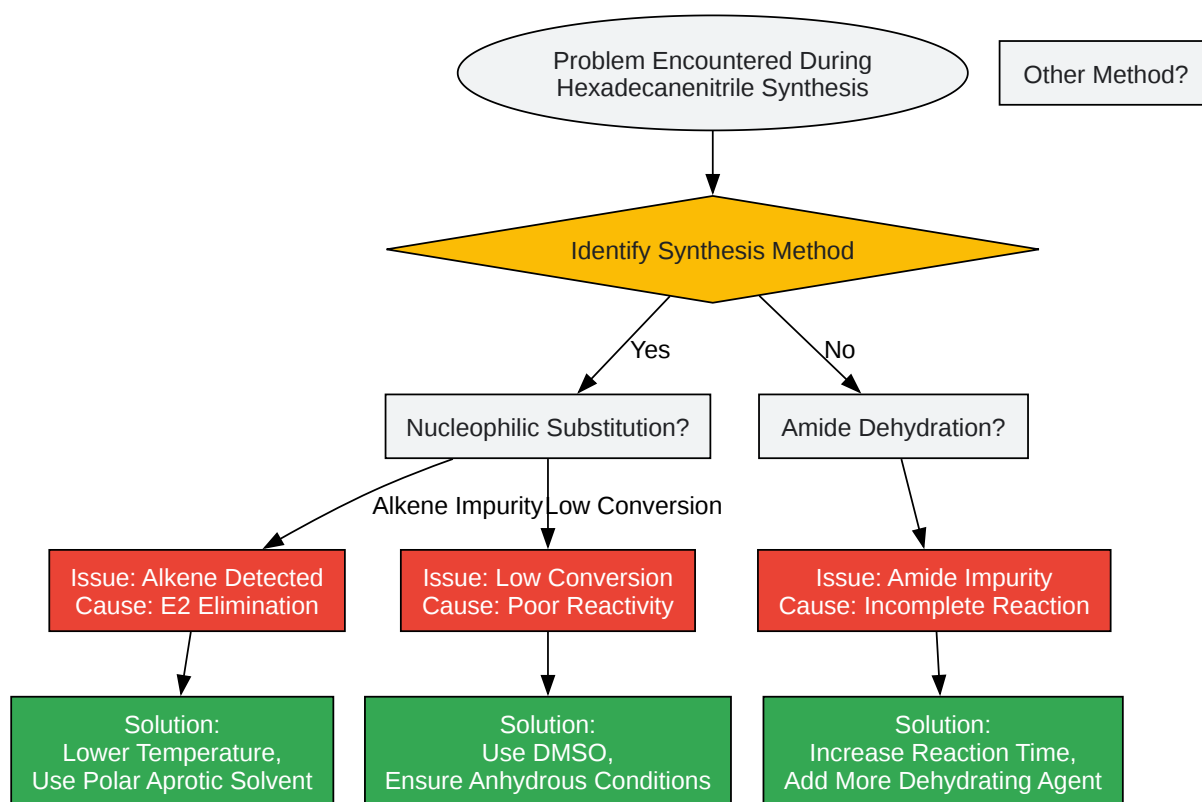 Problem Encountered During
Hexadecanenitrile Synthesis
Other Method?
Identify Synthesis Method
Yes
No
Nucleophilic Substitution?
Amide Dehydration?
Alkene Impurity
Low Conversion
Issue: Alkene Detected
Cause: E2 Elimination
Issue: Low Conversion
Cause: Poor Reactivity
Issue: Amide Impurity
Cause: Incomplete Reaction
Solution:
Lower Temperature,
Use Polar Aprotic Solvent
Solution:
Use DMSO,
Ensure Anhydrous Conditions
Solution:
Increase Reaction Time,
Add More Dehydrating Agent